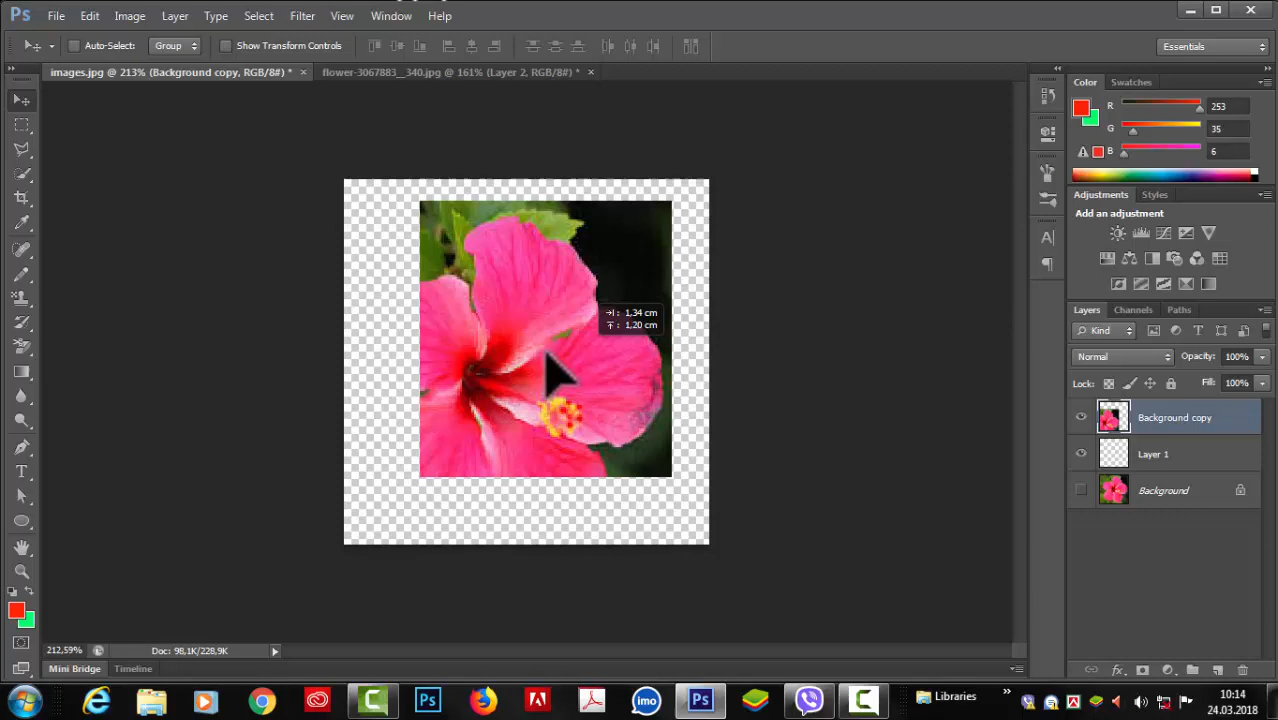 Ps File Edit Image Layer Type Select Filter View Window Help
Auto-Select: Group Show Transform Controls Essentials
images.jpg @ 213% (Background copy, RGB/8#) * × flower-3067883__340.jpg @ 161% (Layer 2, RGB/8#) * ×
Color Swatches
R 253
G 35
B 6
Adjustments Styles
Add an adjustment
1,34 cm
1,20 cm
Layers Channels Paths
Kind
Normal Opacity: 100%
Lock: Fill: 100%
Background copy
Layer 1
Background
212,59% Doc: 98,1K/228,9K
Mini Bridge Timeline
Libraries »
10:14
24.03.2018